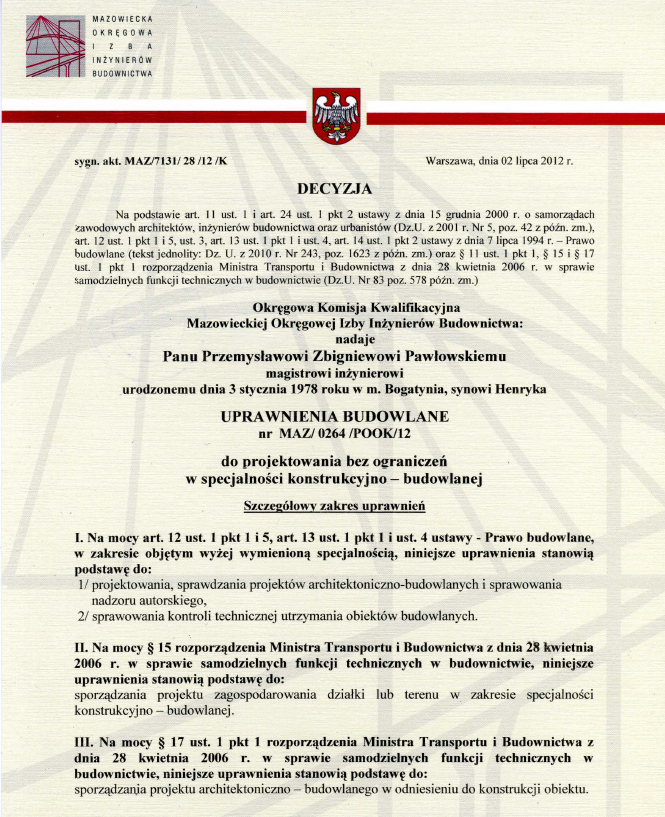 MAZOWIECKA
OKRĘGOWA
IZBA
INŻYNIERÓW
BUDOWNICTWA
sygn. akt. MAZ/7131/ 28 /12 /K
Warszawa, dnia 02 lipca 2012 r.
DECYZJA
Na podstawie art. 11 ust. 1 i art. 24 ust. 1 pkt 2 ustawy z dnia 15 grudnia 2000 r. o samorządach
zawodowych architektów, inżynierów budownictwa oraz urbanistów (Dz.U. z 2001 r. Nr 5, poz. 42 z późn. zm.),
art. 12 ust. 1 pkt 1 i 5, ust. 3, art. 13 ust. 1 pkt 1 i ust. 4, art. 14 ust. 1 pkt 2 ustawy z dnia 7 lipca 1994 r. – Prawo
budowlane (tekst jednolity: Dz. U. z 2010 r. Nr 243, poz. 1623 z późn. zm.) oraz § 11 ust. 1 pkt 1, § 15 i § 17
ust. 1 pkt 1 rozporządzenia Ministra Transportu i Budownictwa z dnia 28 kwietnia 2006 r. w sprawie
samodzielnych funkcji technicznych w budownictwie (Dz.U. Nr 83 poz. 578 późn. zm.)
Okręgowa Komisja Kwalifikacyjna
Mazowieckiej Okręgowej Izby Inżynierów Budownictwa:
nadaje
Panu Przemysławowi Zbigniewowi Pawłowskiemu
magistrowi inżynierowi
urodzonemu dnia 3 stycznia 1978 roku w m. Bogatynia, synowi Henryka
UPRAWNIENIA BUDOWLANE
nr MAZ/ 0264 /POOK/12
do projektowania bez ograniczeń
w specjalności konstrukcyjno – budowlanej
Szczegółowy zakres uprawnień
I. Na mocy art. 12 ust. 1 pkt 1 i 5, art. 13 ust. 1 pkt 1 i ust. 4 ustawy - Prawo budowlane,
w zakresie objętym wyżej wymienioną specjalnością, niniejsze uprawnienia stanowią
podstawę do:
1/ projektowania, sprawdzania projektów architektoniczno-budowlanych i sprawowania
nadzoru autorskiego,
2/ sprawowania kontroli technicznej utrzymania obiektów budowlanych.
II. Na mocy § 15 rozporządzenia Ministra Transportu i Budownictwa z dnia 28 kwietnia
2006 r. w sprawie samodzielnych funkcji technicznych w budownictwie, niniejsze
uprawnienia stanowią podstawę do:
sporządzania projektu zagospodarowania działki lub terenu w zakresie specjalności
konstrukcyjno – budowlanej.
III. Na mocy § 17 ust. 1 pkt 1 rozporządzenia Ministra Transportu i Budownictwa z
dnia 28 kwietnia 2006 r. w sprawie samodzielnych funkcji technicznych w
budownictwie, niniejsze uprawnienia stanowią podstawę do:
sporządzania projektu architektoniczno – budowlanego w odniesieniu do konstrukcji obiektu.